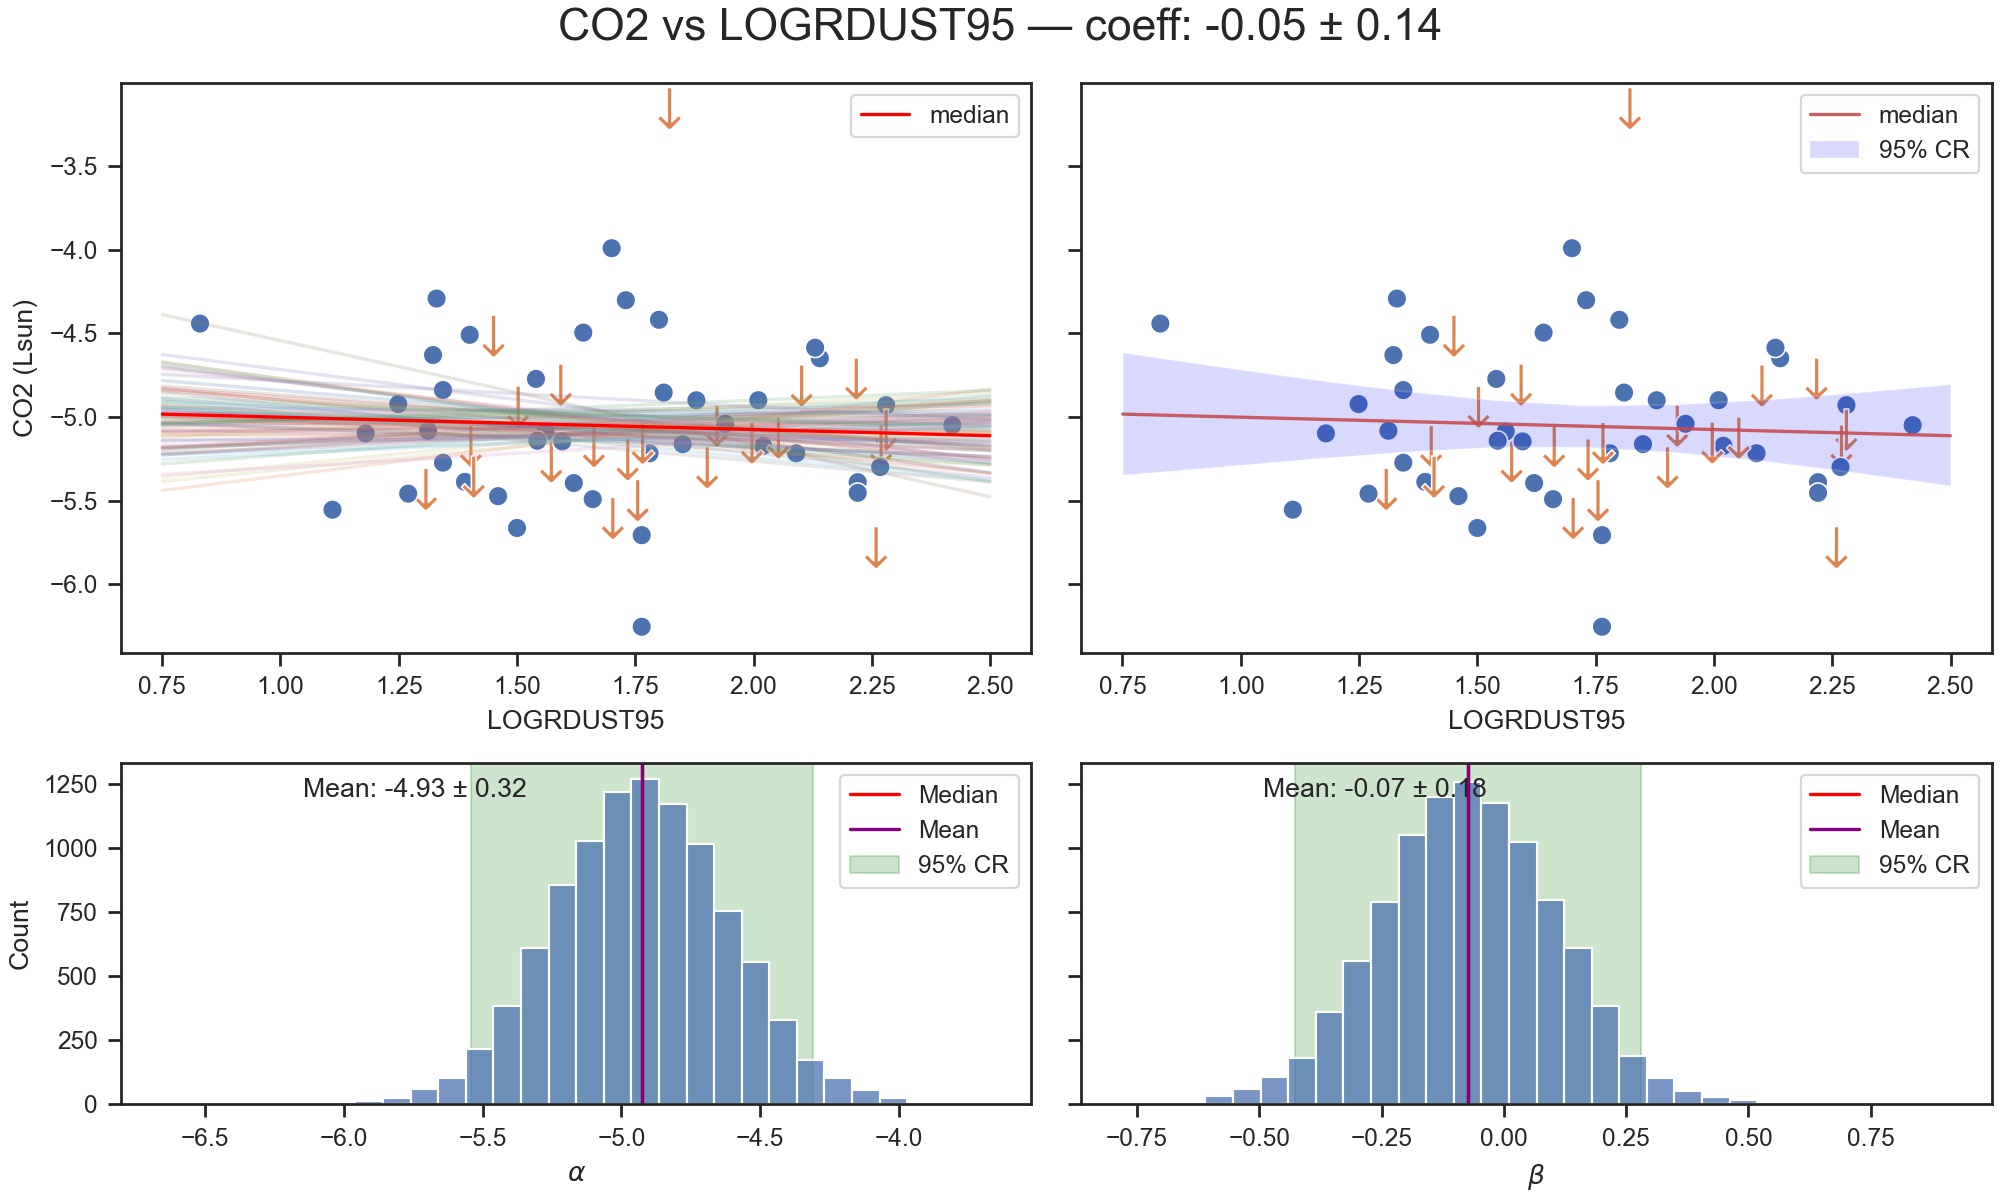 CO2 vs LOGRDUST95 — coeff: -0.05 ± 0.14
median
CO2 (Lsun)
−3.5
−4.0
−4.5
−5.0
−5.5
−6.0
0.75 1.00 1.25 1.50 1.75 2.00 2.25 2.50
LOGRDUST95
median
95% CR
0.75 1.00 1.25 1.50 1.75 2.00 2.25 2.50
LOGRDUST95
Mean: -4.93 ± 0.32
Median
Mean
95% CR
Count
1250
1000
750
500
250
0
−6.5 −6.0 −5.5 −5.0 −4.5 −4.0
α
Mean: -0.07 ± 0.18
Median
Mean
95% CR
−0.75 −0.50 −0.25 0.00 0.25 0.50 0.75
β